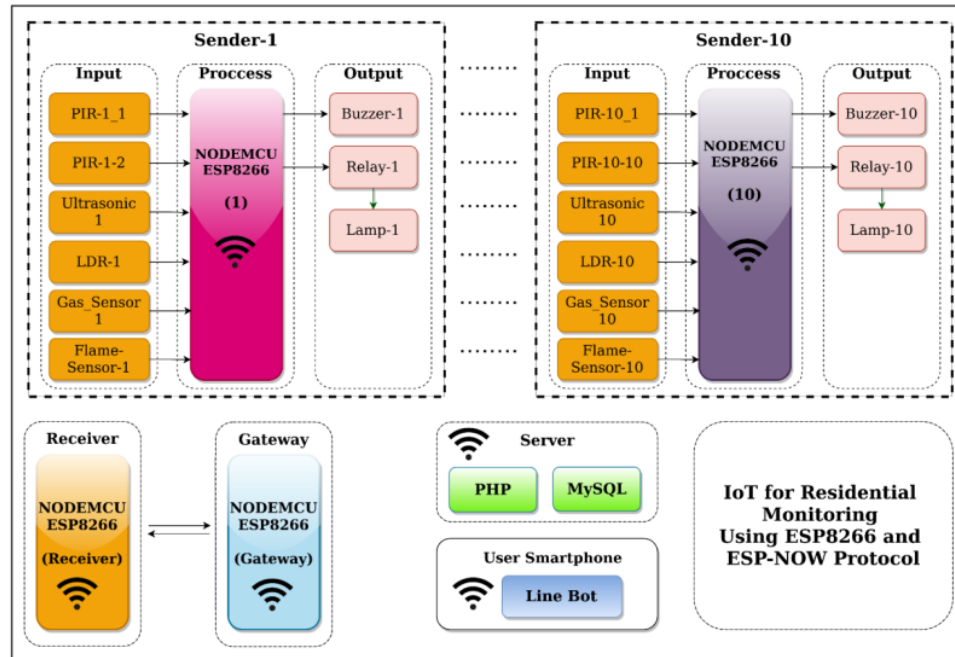 Sender-1
Input
Proccess
Output
PIR-1_1
PIR-1-2
Ultrasonic
1
LDR-1
Gas_Sensor
1
Flame-
Sensor-1
NODEMCU
ESP8266
(1)
Buzzer-1
Relay-1
Lamp-1
Sender-10
Input
Proccess
Output
PIR-10_1
PIR-10-10
Ultrasonic
10
LDR-10
Gas_Sensor
10
Flame-
Sensor-10
NODEMCU
ESP8266
(10)
Buzzer-10
Relay-10
Lamp-10
Receiver
NODEMCU
ESP8266
(Receiver)
Gateway
NODEMCU
ESP8266
(Gateway)
Server
PHP
MySQL
User Smartphone
Line Bot
IoT for Residential
Monitoring
Using ESP8266 and
ESP-NOW Protocol